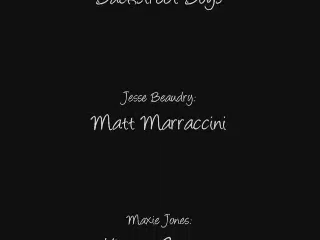 Backstreet Boys
Jesse Beaudry:
Matt Marraccini
Maxie Jones: